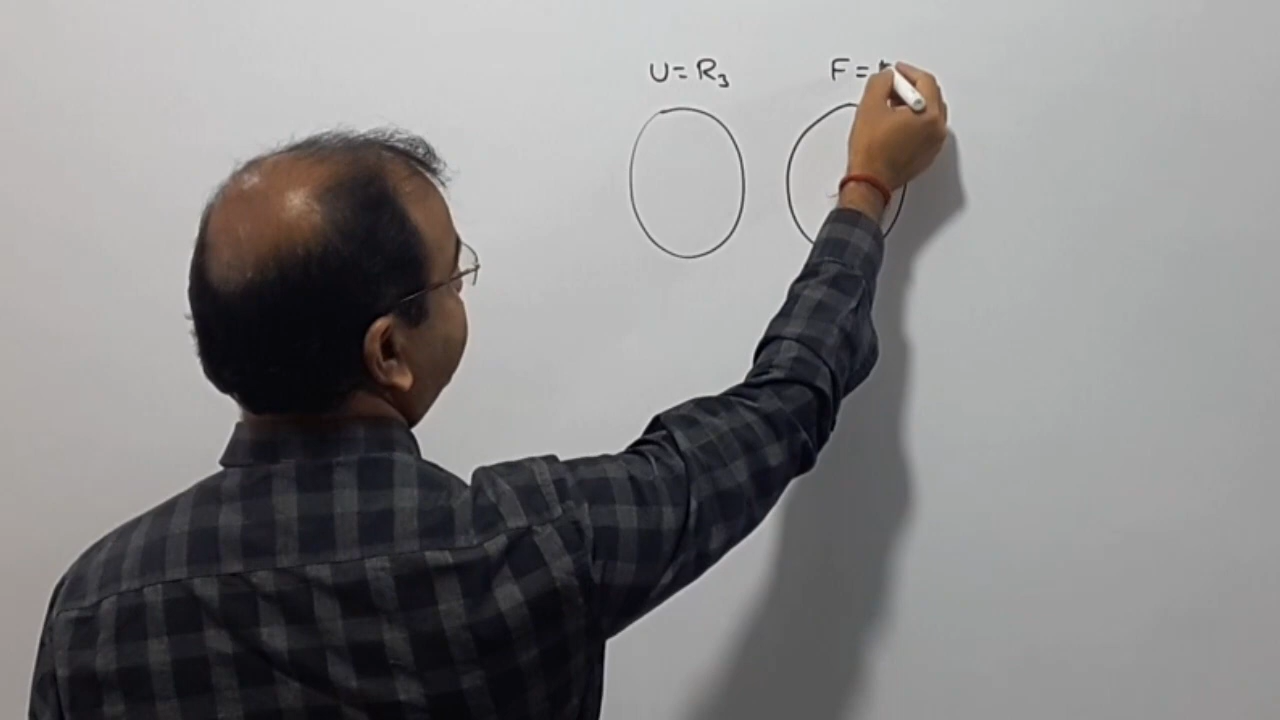 U = R₃ F =